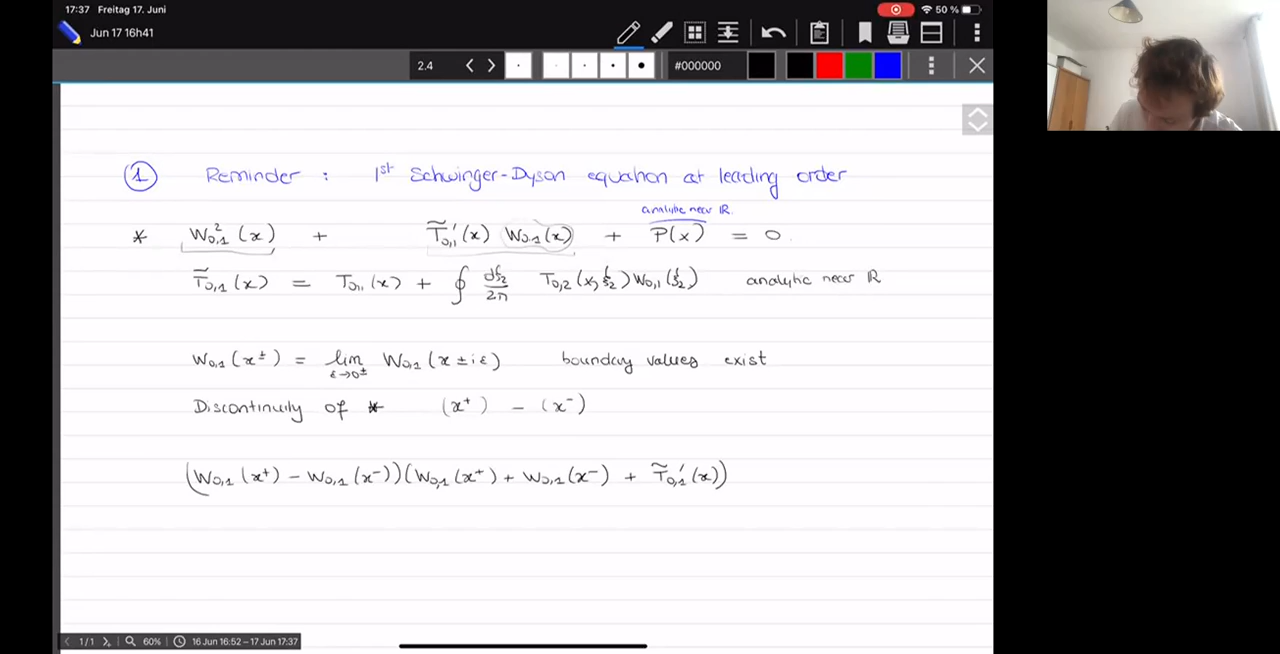 17:37 Freitag 17. Juni
50 %
Jun 17 16h41
2.4 #000000
① Reminder : 1st Schwinger-Dyson equation at leading order
analytic near ℝ.
* W₀,₁²(x) + T̃₀,₁'(x) W₀,₁(x) + P(x) = 0.
T̃₀,₁(x) = T₀,₁(x) + ∮ dξ₂/2π T₀,₂(x, ξ₂) W₀,₁(ξ₂) analytic near ℝ
W₀,₁(x±) = lim ε→0± W₀,₁(x ± iε) boundary values exist
Discontinuity of * (x⁺) - (x⁻)
(W₀,₁(x⁺) - W₀,₁(x⁻))(W₀,₁(x⁺) + W₀,₁(x⁻) + T̃₀,₁'(x))
1/1 60% 16 Jun 16:52 – 17 Jun 17:37